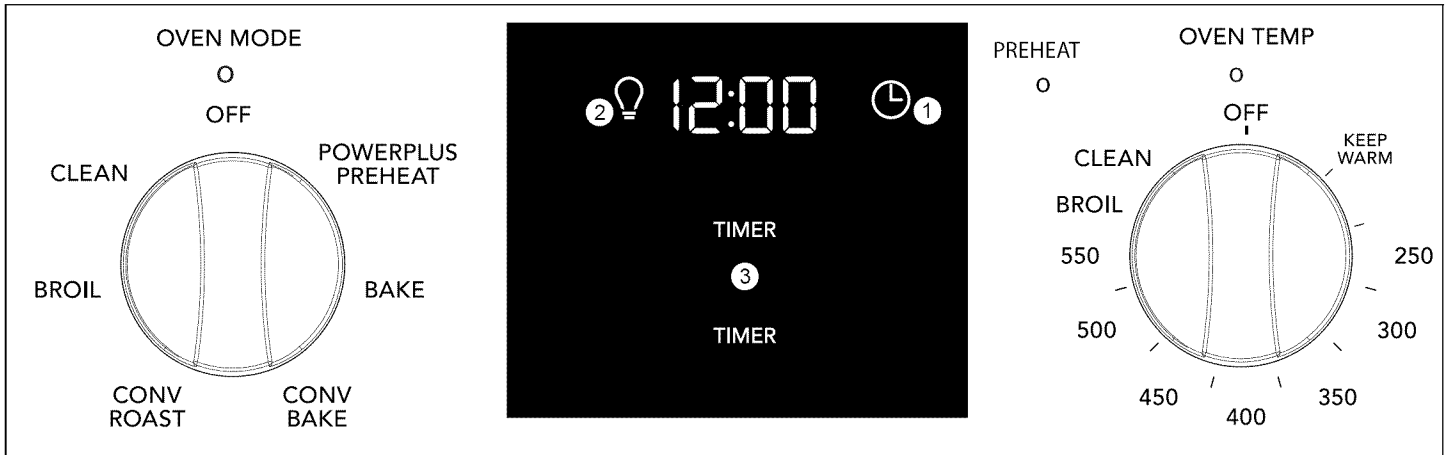 OVEN MODE
OFF
CLEAN
POWERPLUS
PREHEAT
BROIL
BAKE
CONV
ROAST
CONV
BAKE
2
12:00
1
TIMER
3
TIMER
PREHEAT
OVEN TEMP
OFF
KEEP
WARM
CLEAN
BROIL
550
250
500
300
450
350
400